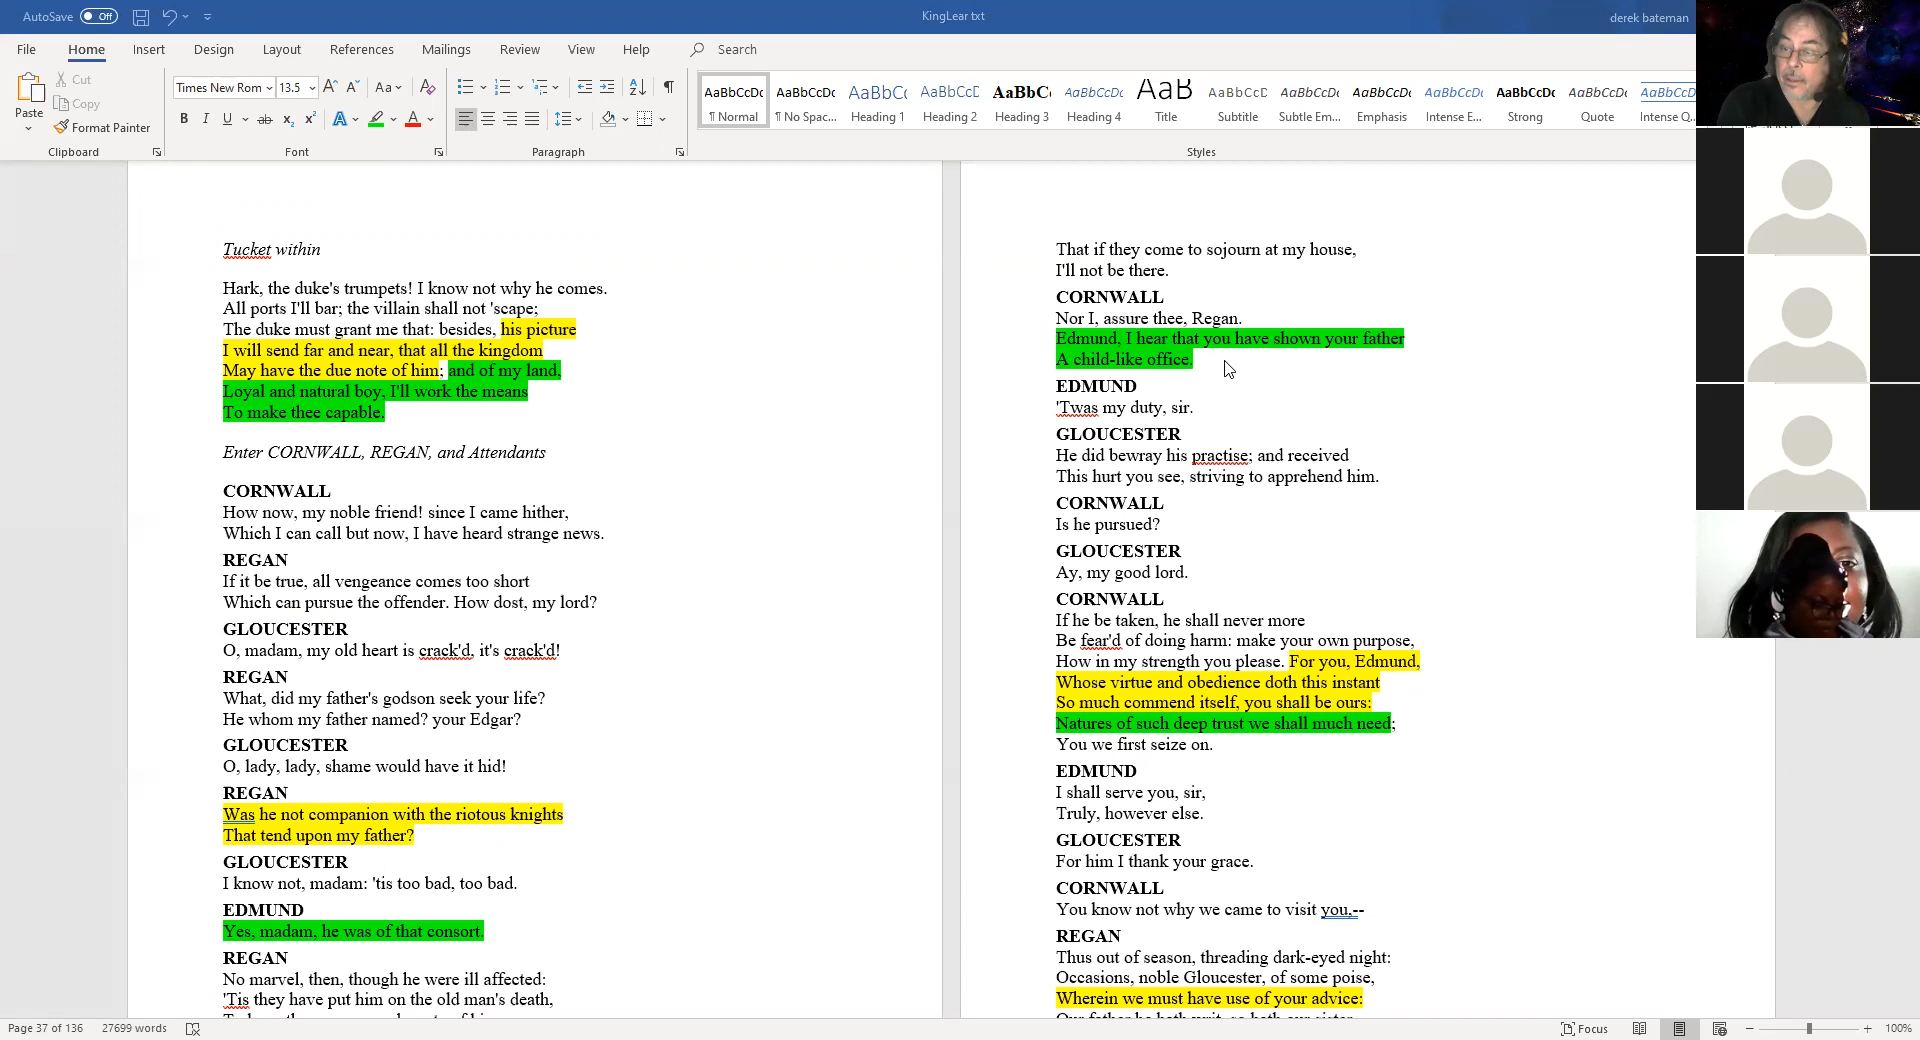 AutoSave Off
KingLear txt
derek bateman
File Home Insert Design Layout References Mailings Review View Help Search
Paste
Cut
Copy
Format Painter
Clipboard
Times New Rom 13.5
Font
Paragraph
AaBbCcDc AaBbCcDc AaBbC( AaBbCcD AaBbC( AaBbCcDc AaB AaBbCcD AaBbCcDc AaBbCcDc AaBbCcDc AaBbCcDc AaBbCcDc AaBbCcDc
¶ Normal ¶ No Spac... Heading 1 Heading 2 Heading 3 Heading 4 Title Subtitle Subtle Em... Emphasis Intense E... Strong Quote Intense Q...
Styles
Tucket within
Hark, the duke's trumpets! I know not why he comes.
All ports I'll bar; the villain shall not 'scape;
The duke must grant me that: besides, his picture
I will send far and near, that all the kingdom
May have the due note of him; and of my land,
Loyal and natural boy, I'll work the means
To make thee capable.
Enter CORNWALL, REGAN, and Attendants
CORNWALL
How now, my noble friend! since I came hither,
Which I can call but now, I have heard strange news.
REGAN
If it be true, all vengeance comes too short
Which can pursue the offender. How dost, my lord?
GLOUCESTER
O, madam, my old heart is crack'd, it's crack'd!
REGAN
What, did my father's godson seek your life?
He whom my father named? your Edgar?
GLOUCESTER
O, lady, lady, shame would have it hid!
REGAN
Was he not companion with the riotous knights
That tend upon my father?
GLOUCESTER
I know not, madam: 'tis too bad, too bad.
EDMUND
Yes, madam, he was of that consort.
REGAN
No marvel, then, though he were ill affected:
'Tis they have put him on the old man's death,
That if they come to sojourn at my house,
I'll not be there.
CORNWALL
Nor I, assure thee, Regan.
Edmund, I hear that you have shown your father
A child-like office.
EDMUND
'Twas my duty, sir.
GLOUCESTER
He did bewray his practise; and received
This hurt you see, striving to apprehend him.
CORNWALL
Is he pursued?
GLOUCESTER
Ay, my good lord.
CORNWALL
If he be taken, he shall never more
Be fear'd of doing harm: make your own purpose,
How in my strength you please. For you, Edmund,
Whose virtue and obedience doth this instant
So much commend itself, you shall be ours:
Natures of such deep trust we shall much need;
You we first seize on.
EDMUND
I shall serve you, sir,
Truly, however else.
GLOUCESTER
For him I thank your grace.
CORNWALL
You know not why we came to visit you,--
REGAN
Thus out of season, threading dark-eyed night:
Occasions, noble Gloucester, of some poise,
Wherein we must have use of your advice:
Page 37 of 136 27699 words
Focus 100%